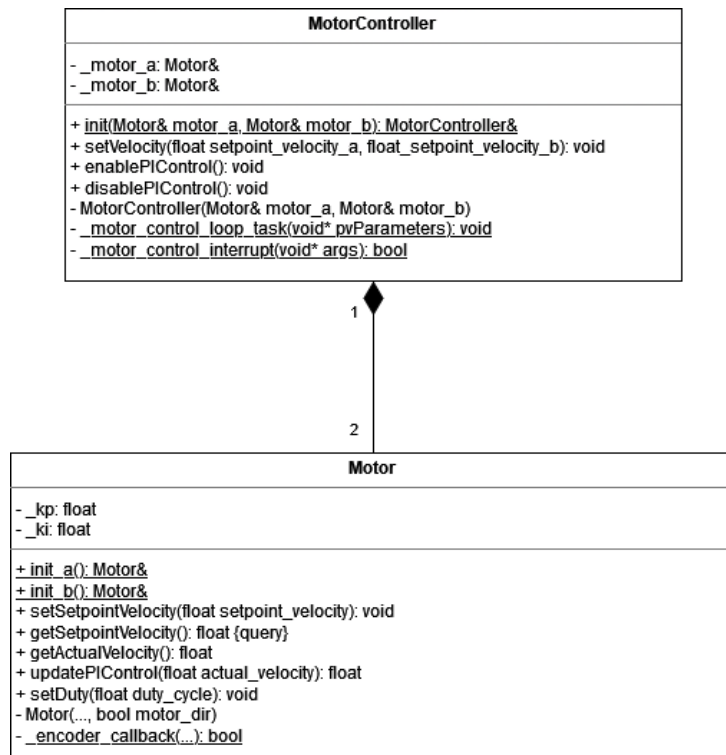 MotorController
- _motor_a: Motor&
- _motor_b: Motor&
+ init(Motor& motor_a, Motor& motor_b): MotorController&
+ setVelocity(float setpoint_velocity_a, float_setpoint_velocity_b): void
+ enablePIControl(): void
+ disablePIControl(): void
- MotorController(Motor& motor_a, Motor& motor_b)
- _motor_control_loop_task(void* pvParameters): void
- _motor_control_interrupt(void* args): bool
1
2
Motor
- _kp: float
- _ki: float
+ init_a(): Motor&
+ init_b(): Motor&
+ setSetpointVelocity(float setpoint_velocity): void
+ getSetpointVelocity(): float {query}
+ getActualVelocity(): float
+ updatePIControl(float actual_velocity): float
+ setDuty(float duty_cycle): void
- Motor(..., bool motor_dir)
- _encoder_callback(...): bool